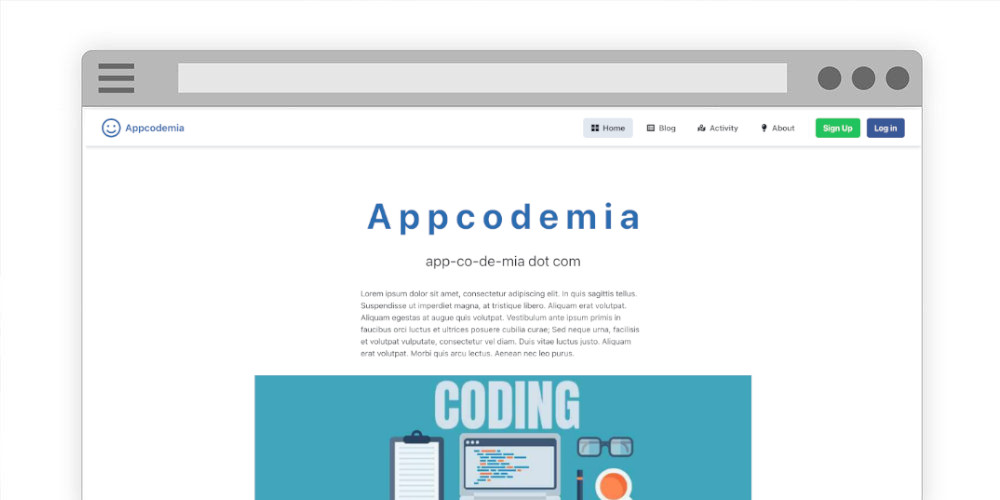 Appcodemia
Home Blog Activity About Sign Up Log in
Appcodemia
app-co-de-mia dot com
Lorem ipsum dolor sit amet, consectetur adipiscing elit. In quis sagittis tellus.
Suspendisse ut imperdiet magna, at tristique libero. Aliquam erat volutpat.
Aliquam egestas at augue quis volutpat. Vestibulum ante ipsum primis in
faucibus orci luctus et ultrices posuere cubilia curae; Sed neque urna, facilisis
et volutpat vulputate, consectetur vel diam. Duis vitae luctus justo. Aliquam
erat volutpat. Morbi quis arcu lectus. Aenean nec leo purus.
CODING